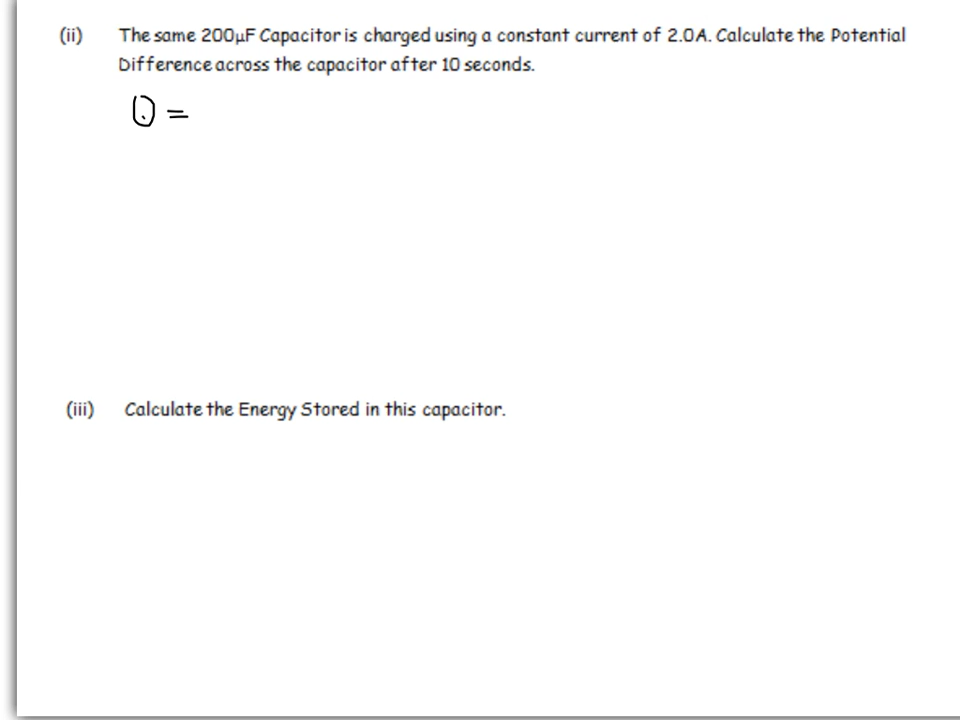 (ii) The same 200µF Capacitor is charged using a constant current of 2.0A. Calculate the Potential
Difference across the capacitor after 10 seconds.
Q =
(iii) Calculate the Energy Stored in this capacitor.